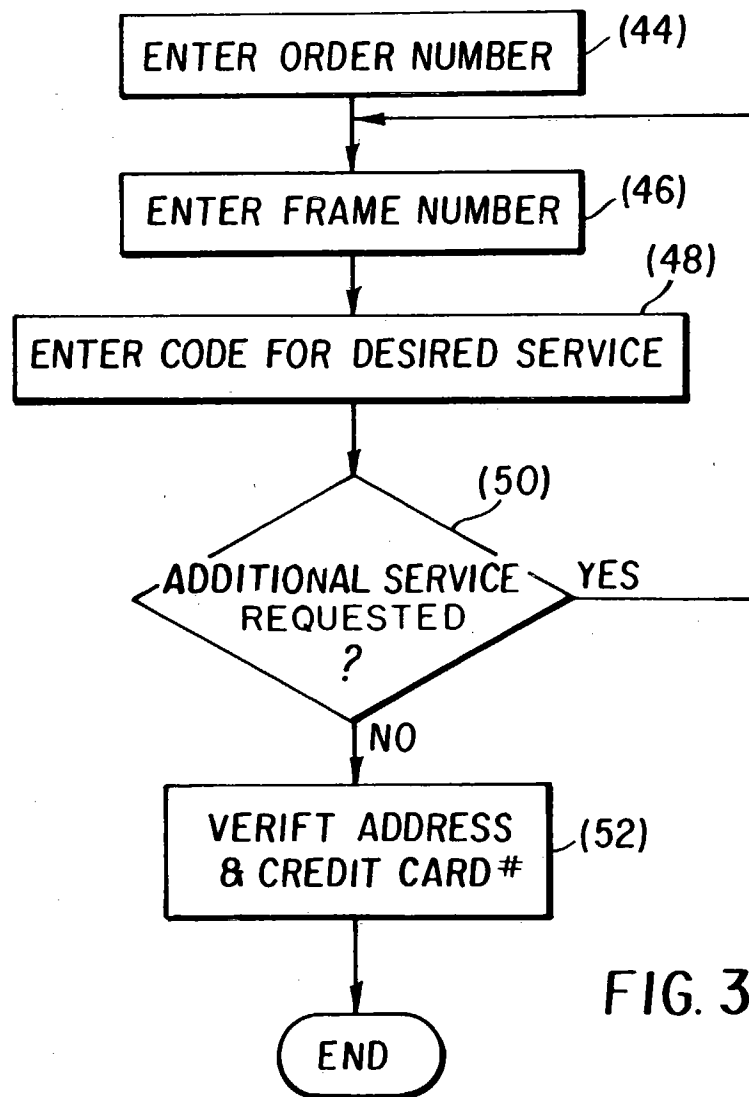 ENTER ORDER NUMBER
(44)
ENTER FRAME NUMBER
(46)
(48)
ENTER CODE FOR DESIRED SERVICE
(50)
ADDITIONAL SERVICE
REQUESTED
?
YES
NO
VERIFT ADDRESS
& CREDIT CARD #
(52)
FIG. 3
END